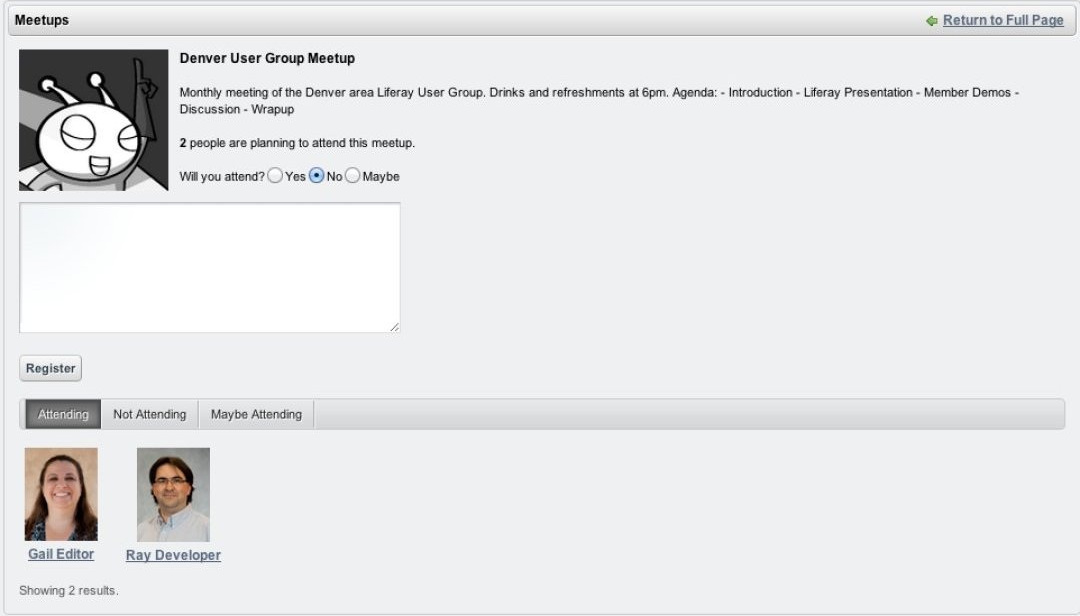 Meetups
Return to Full Page
Denver User Group Meetup
Monthly meeting of the Denver area Liferay User Group. Drinks and refreshments at 6pm. Agenda: - Introduction - Liferay Presentation - Member Demos -
Discussion - Wrapup
2 people are planning to attend this meetup.
Will you attend? Yes No Maybe
Register
Attending Not Attending Maybe Attending
Gail Editor Ray Developer
Showing 2 results.